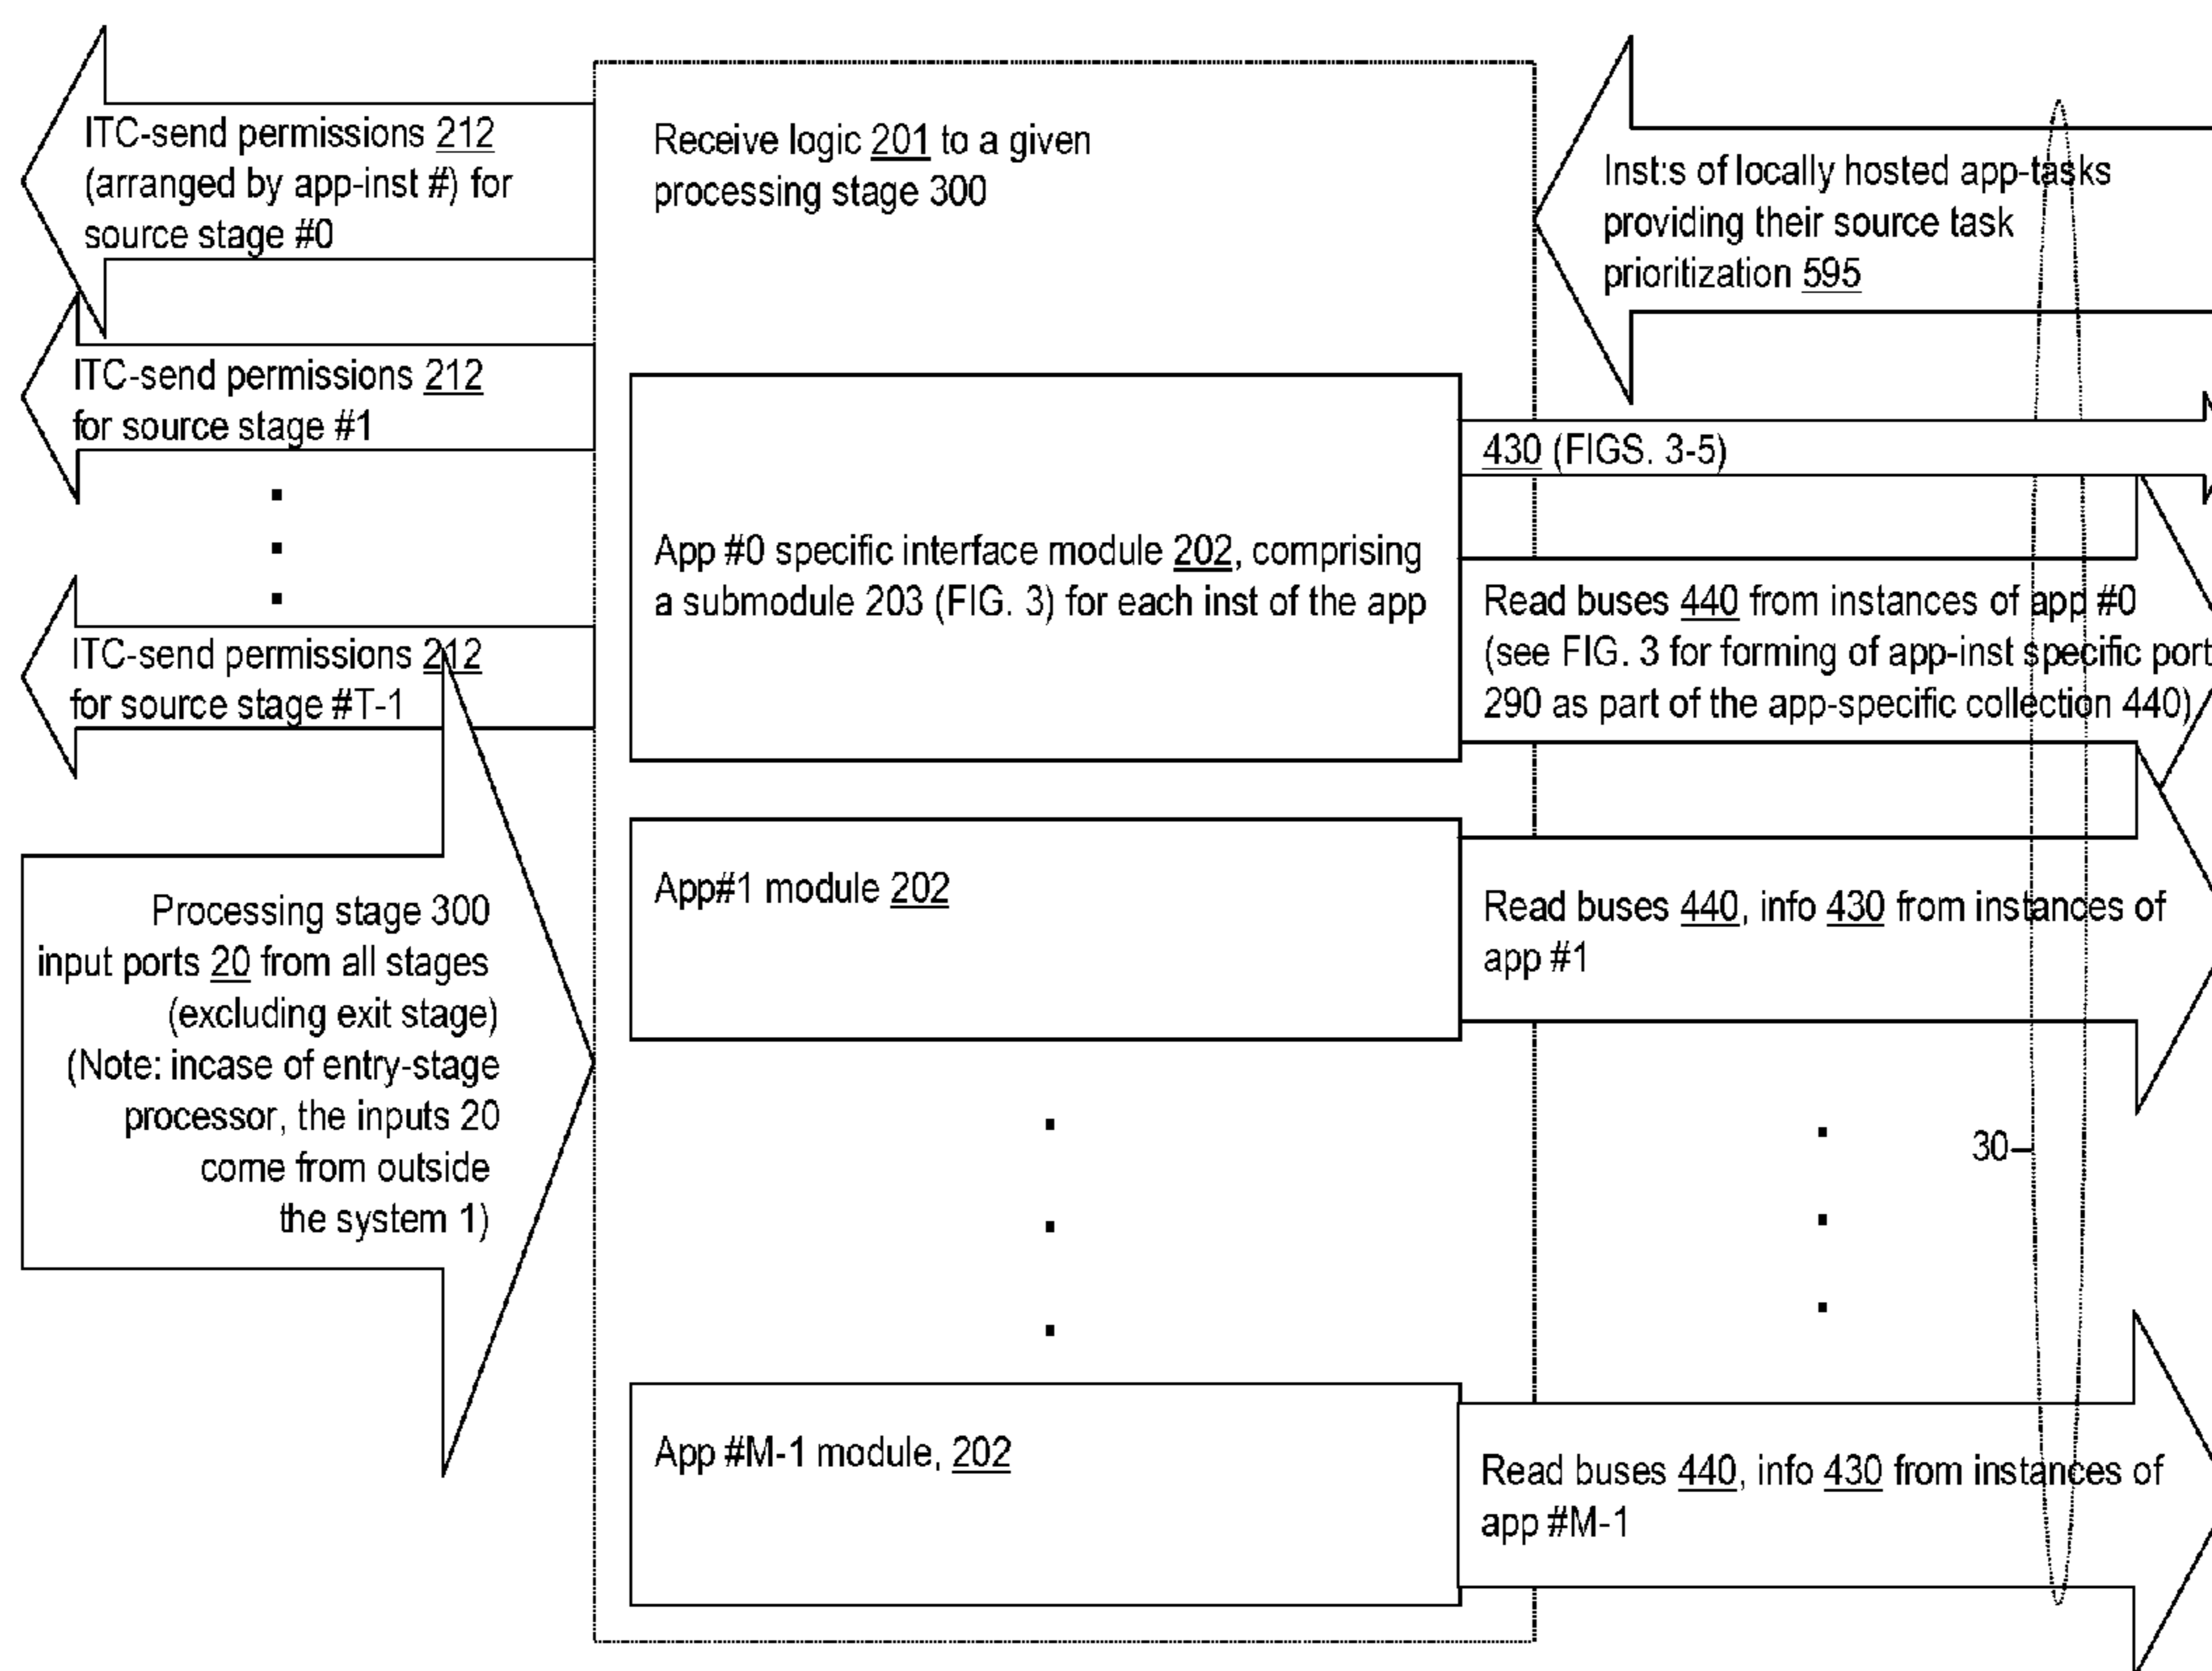 ITC-send permissions 212
(arranged by app-inst #) for
source stage #0
ITC-send permissions 212
for source stage #1
ITC-send permissions 212
for source stage #T-1
Processing stage 300
input ports 20 from all stages
(excluding exit stage)
(Note: incase of entry-stage
processor, the inputs 20
come from outside
the system 1)
Receive logic 201 to a given
processing stage 300
App #0 specific interface module 202, comprising
a submodule 203 (FIG. 3) for each inst of the app
App#1 module 202
App #M-1 module, 202
Inst:s of locally hosted app-tasks
providing their source task
prioritization 595
430 (FIGS. 3-5)
Read buses 440 from instances of app #0
(see FIG. 3 for forming of app-inst specific port
290 as part of the app-specific collection 440)
Read buses 440, info 430 from instances of
app #1
30
Read buses 440, info 430 from instances of
app #M-1